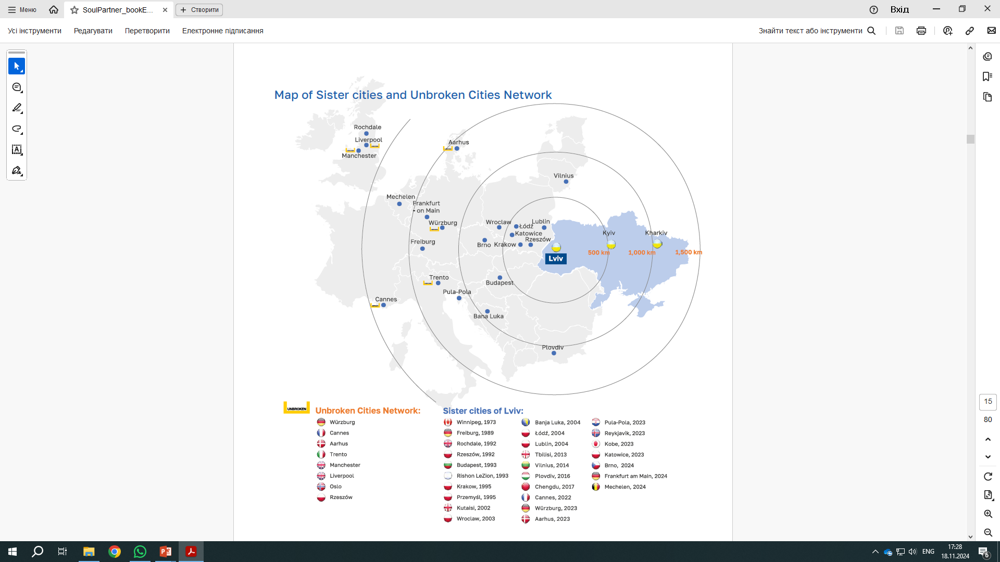 Меню
SoulPartner_bookE...
Створити
Вхід
Усі інструменти
Редагувати
Перетворити
Електронне підписання
Знайти текст або інструменти
Map of Sister cities and Unbroken Cities Network
Rochdale
Liverpool
Manchester
Aarhus
Vilnius
Mechelen
Frankfurt
- on Main
Würzburg
Freiburg
Wroclaw
Łódź
Lublin
Katowice
Rzeszów
Brno
Krakow
Kyiv
Kharkiv
500 km
1,000 km
1,500 km
Lviv
Trento
Budapest
Pula-Pola
Cannes
Bana Luka
Plovdiv
UNBROKEN
Unbroken Cities Network:
Würzburg
Cannes
Aarhus
Trento
Manchester
Liverpool
Oslo
Rzeszów
Sister cities of Lviv:
Winnipeg, 1973
Freiburg, 1989
Rochdale, 1992
Rzeszów, 1992
Budapest, 1993
Rishon LeZion, 1993
Krakow, 1995
Przemyśl, 1995
Kutaisi, 2002
Wroclaw, 2003
Banja Luka, 2004
Łódź, 2004
Lublin, 2004
Tbilisi, 2013
Vilnius, 2014
Plovdiv, 2016
Chengdu, 2017
Cannes, 2022
Würzburg, 2023
Aarhus, 2023
Pula-Pola, 2023
Reykjavik, 2023
Kobe, 2023
Katowice, 2023
Brno, 2024
Frankfurt am Main, 2024
Mechelen, 2024
15
80
ENG
17:28
18.11.2024
6